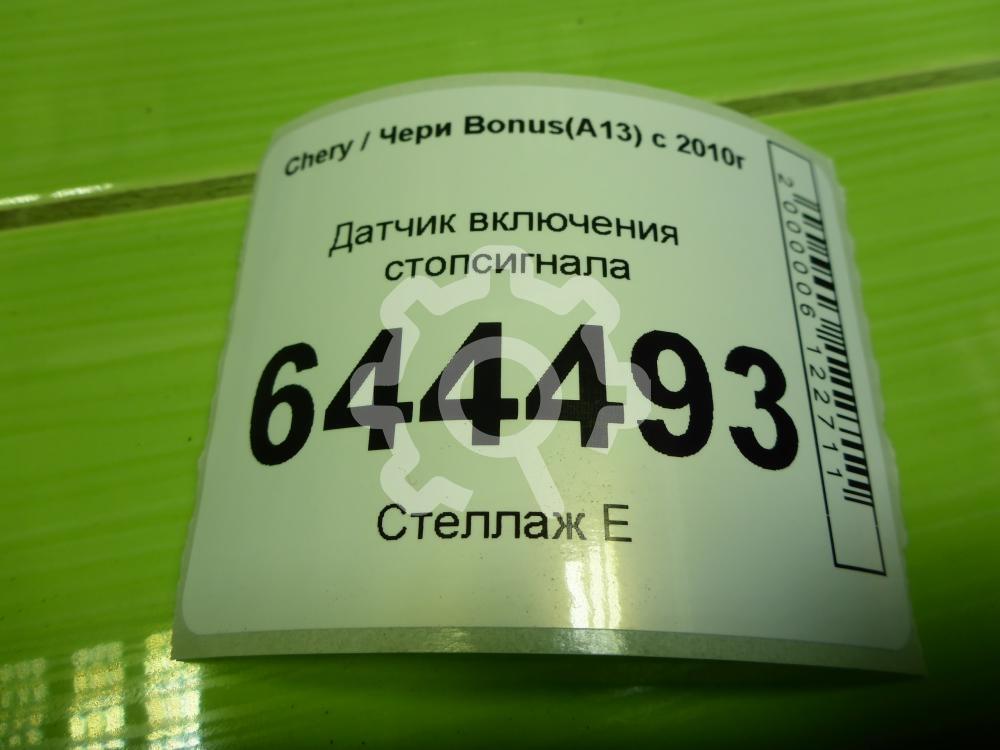 Chery / Чери Bonus(A13) с 2010г
Датчик включения
стопсигнала
644493
Стеллаж Е
2000006122711